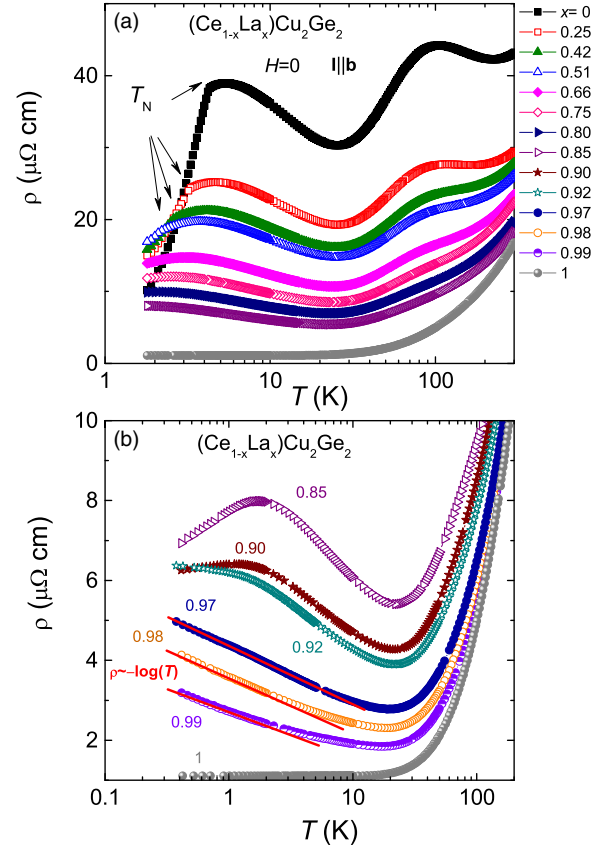 (a)
(Ce1-xLax)Cu2Ge2
H=0
I||b
TN
x= 0
0.25
0.42
0.51
0.66
0.75
0.80
0.85
0.90
0.92
0.97
0.98
0.99
1
40
20
0
ρ (μΩ cm)
1
10
100
T (K)
(b)
(Ce1-xLax)Cu2Ge2
0.85
0.90
0.92
0.97
0.98
ρ~-log(T)
0.99
1
10
8
6
4
2
ρ (μΩ cm)
0.1
1
10
100
T (K)